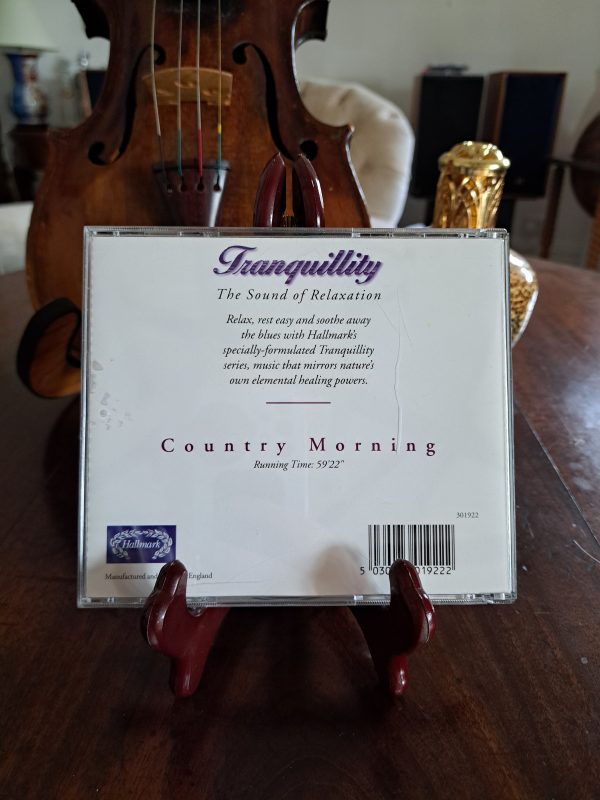 Tranquillity
The Sound of Relaxation
Relax, rest easy and soothe away
the blues with Hallmark's
specially-formulated Tranquillity
series, music that mirrors nature's
own elemental healing powers.
Country Morning
Running Time: 59'22"
301922
Hallmark
5 030 019222
Manufactured and England